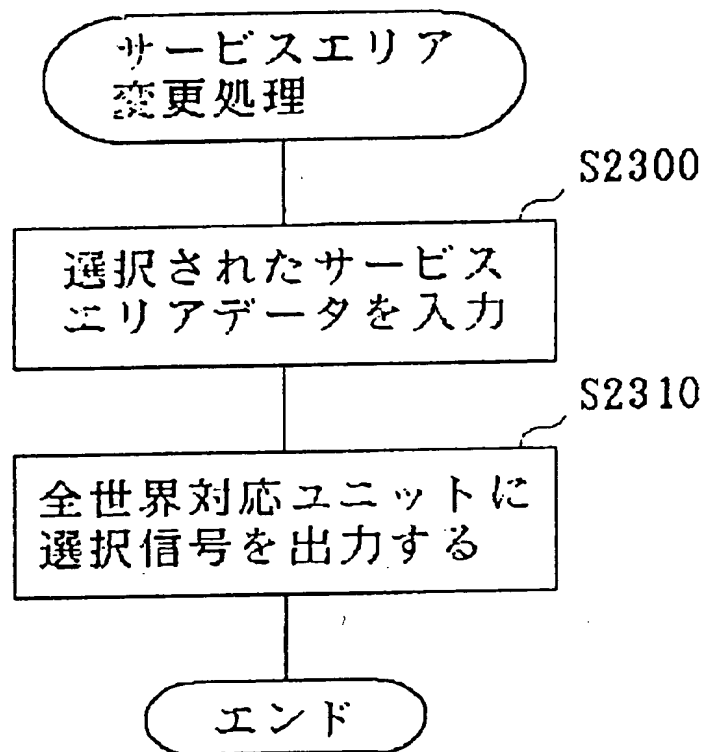 サービスエリア
変更処理
S2300
選択されたサービス
エリアデータを入力
S2310
全世界対応ユニットに
選択信号を出力する
エンド